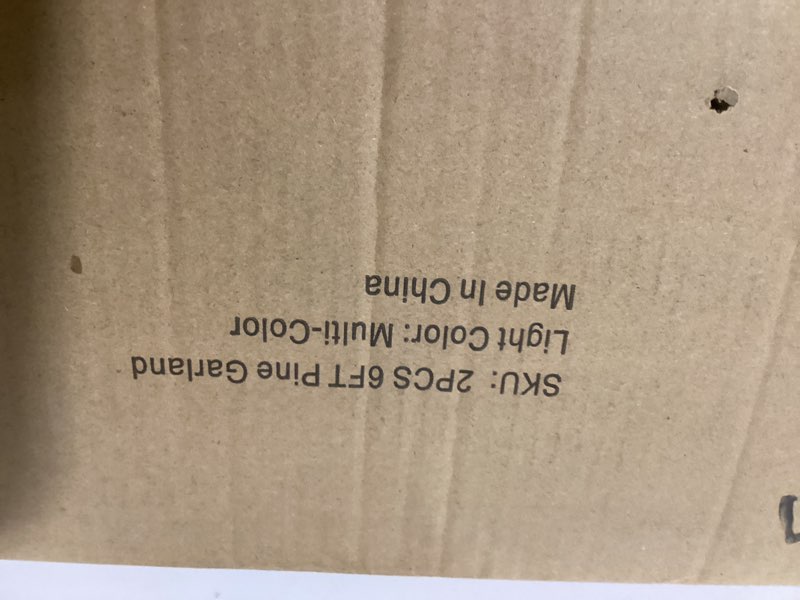 SKU: 2PCS 6FT Pine Garland
Light Color: Multi-Color
Made In China